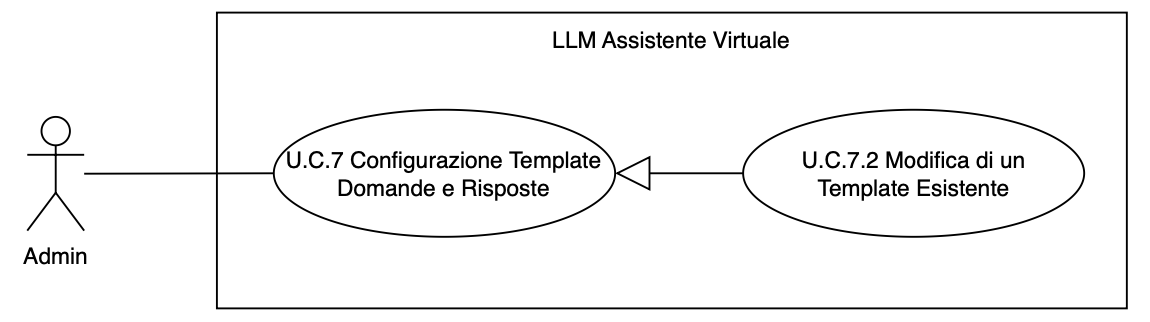 LLM Assistente Virtuale
U.C.7 Configurazione Template
Domande e Risposte
U.C.7.2 Modifica di un
Template Esistente
Admin